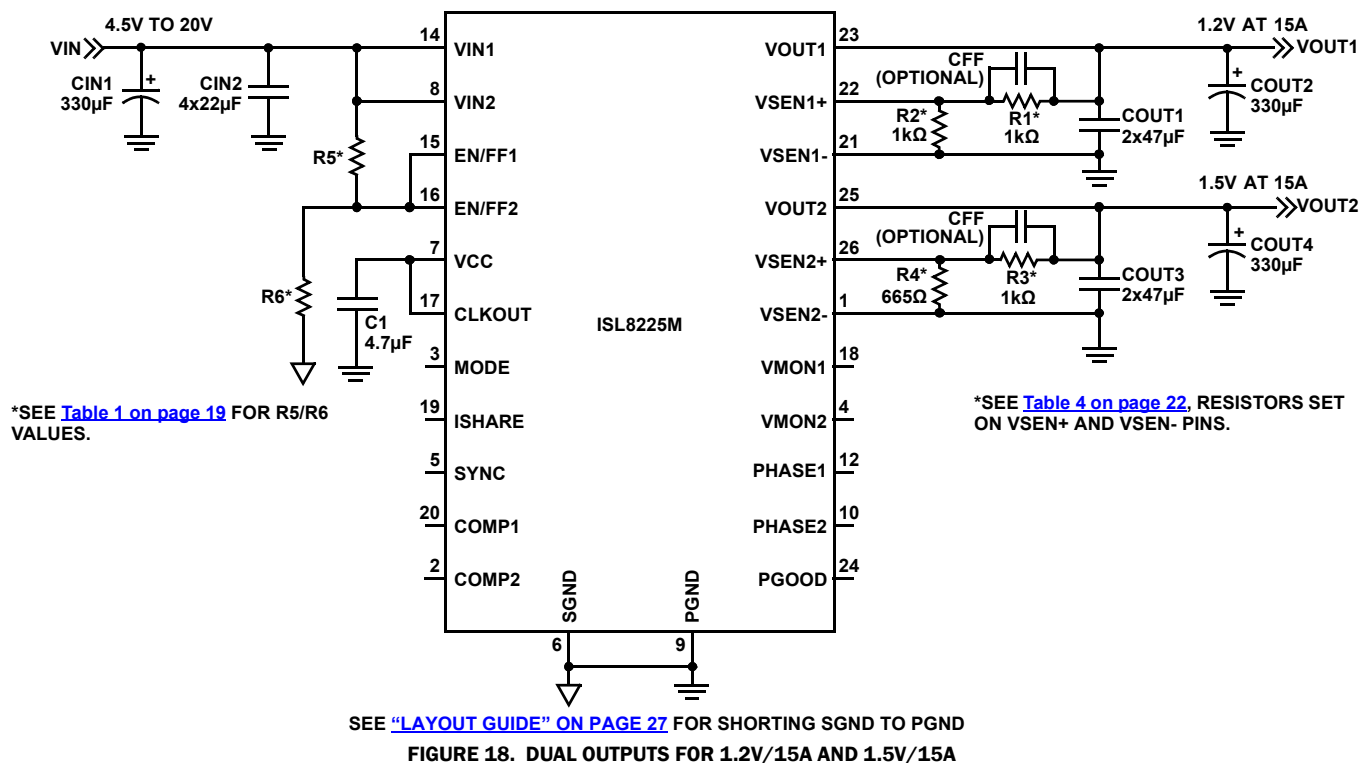 4.5V TO 20V
VIN
CIN1
330µF
+
CIN2
4x22µF
R5*
R6*
C1
4.7µF
14
VIN1
8
VIN2
15
EN/FF1
16
EN/FF2
7
VCC
17
CLKOUT
3
MODE
19
ISHARE
5
SYNC
20
COMP1
2
COMP2
ISL8225M
SGND
6
PGND
9
VOUT1
23
VSEN1+
22
VSEN1-
21
VOUT2
25
VSEN2+
26
VSEN2-
1
VMON1
18
VMON2
4
PHASE1
12
PHASE2
10
PGOOD
24
1.2V AT 15A
VOUT1
CFF
(OPTIONAL)
R2*
1kΩ
R1*
1kΩ
COUT1
2x47µF
+
COUT2
330µF
1.5V AT 15A
VOUT2
CFF
(OPTIONAL)
R4*
665Ω
R3*
1kΩ
COUT3
2x47µF
+
COUT4
330µF
*SEE Table 1 on page 19 FOR R5/R6
VALUES.
*SEE Table 4 on page 22, RESISTORS SET
ON VSEN+ AND VSEN- PINS.
SEE “LAYOUT GUIDE” ON PAGE 27 FOR SHORTING SGND TO PGND
FIGURE 18. DUAL OUTPUTS FOR 1.2V/15A AND 1.5V/15A